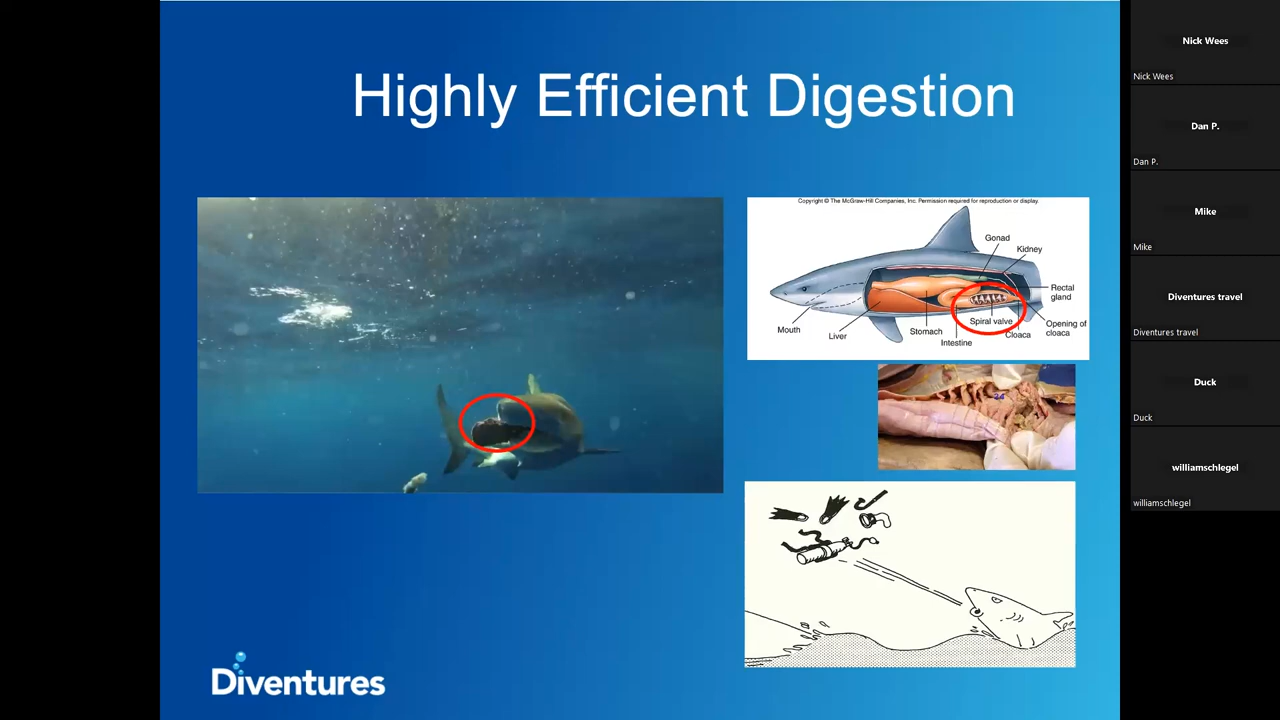 Highly Efficient Digestion
Copyright © The McGraw-Hill Companies, Inc. Permission required for reproduction or display.
Gonad
Kidney
Rectal
gland
Mouth
Liver
Stomach
Intestine
Spiral valve
Cloaca
Opening of
cloaca
24
Diventures
Nick Wees
Nick Wees
Dan P.
Dan P.
Mike
Mike
Diventures travel
Diventures travel
Duck
Duck
williamschlegel
williamschlegel